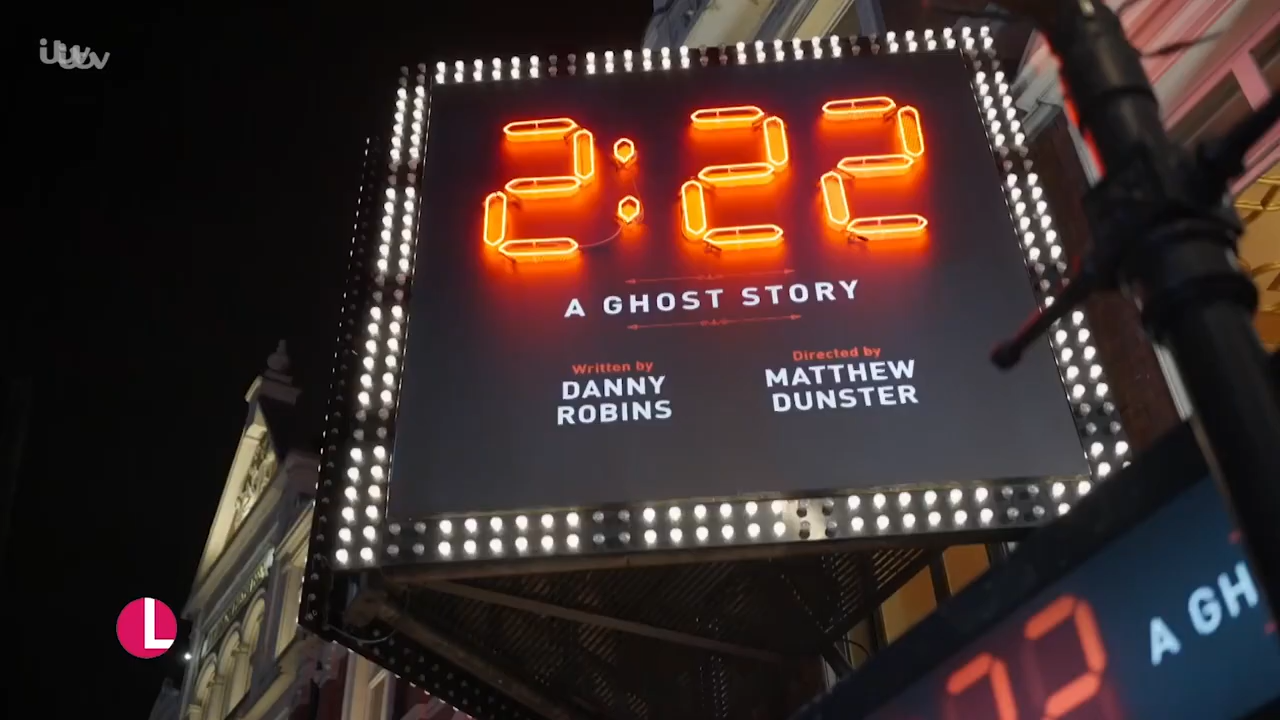 itv
2:22
A GHOST STORY
Written by
DANNY
ROBINS
Directed by
MATTHEW
DUNSTER
L
A GH